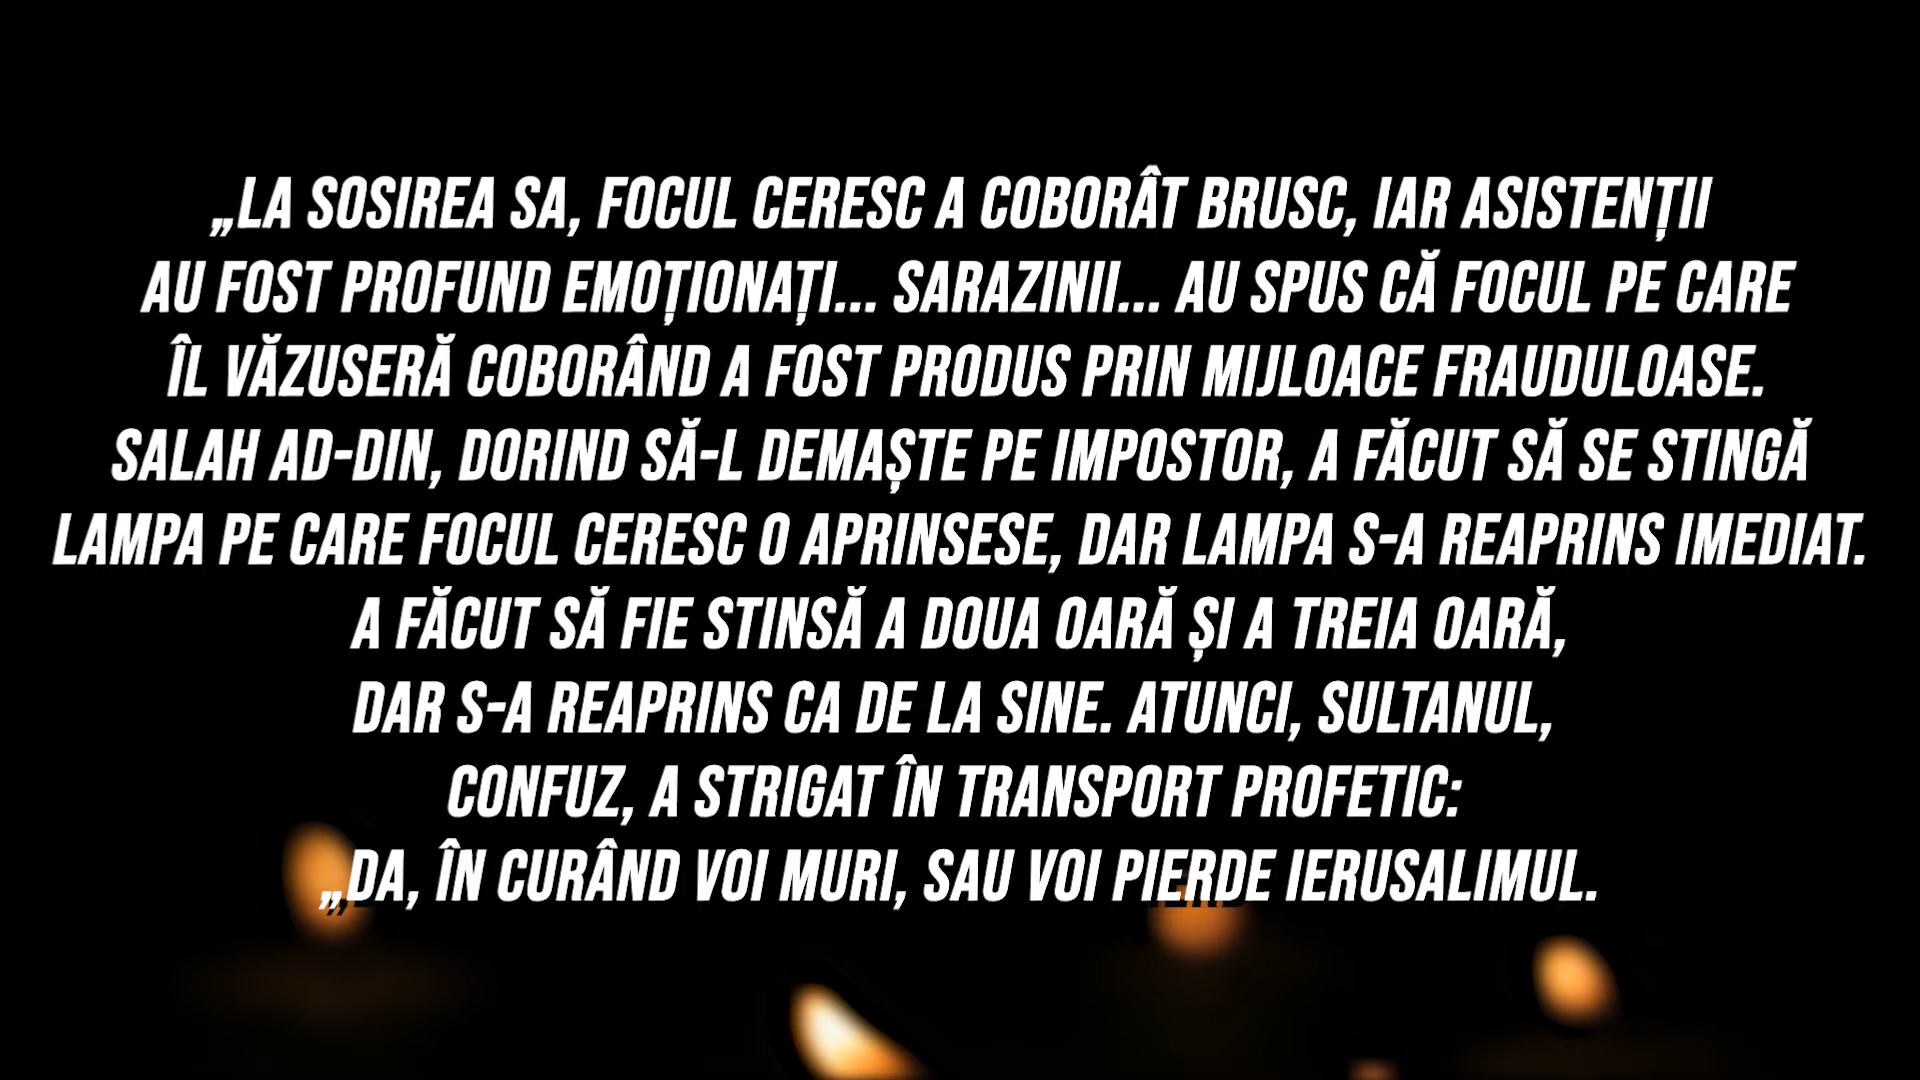 „LA SOSIREA SA, FOCUL CERESC A COBORÂT BRUSC, IAR ASISTENȚII
AU FOST PROFUND EMOȚIONAȚI... SARAZINII... AU SPUS CĂ FOCUL PE CARE
ÎL VĂZUSERĂ COBORÂND A FOST PRODUS PRIN MIJLOACE FRAUDULOASE.
SALAH AD-DIN, DORIND SĂ-L DEMAȘTE PE IMPOSTOR, A FĂCUT SĂ SE STINGĂ
LAMPA PE CARE FOCUL CERESC O APRINSESE, DAR LAMPA S-A REAPRINS IMEDIAT.
A FĂCUT SĂ FIE STINSĂ A DOUA OARĂ ȘI A TREIA OARĂ,
DAR S-A REAPRINS CA DE LA SINE. ATUNCI, SULTANUL,
CONFUZ, A STRIGAT ÎN TRANSPORT PROFETIC:
„DA, ÎN CURÂND VOI MURI, SAU VOI PIERDE IERUSALIMUL.